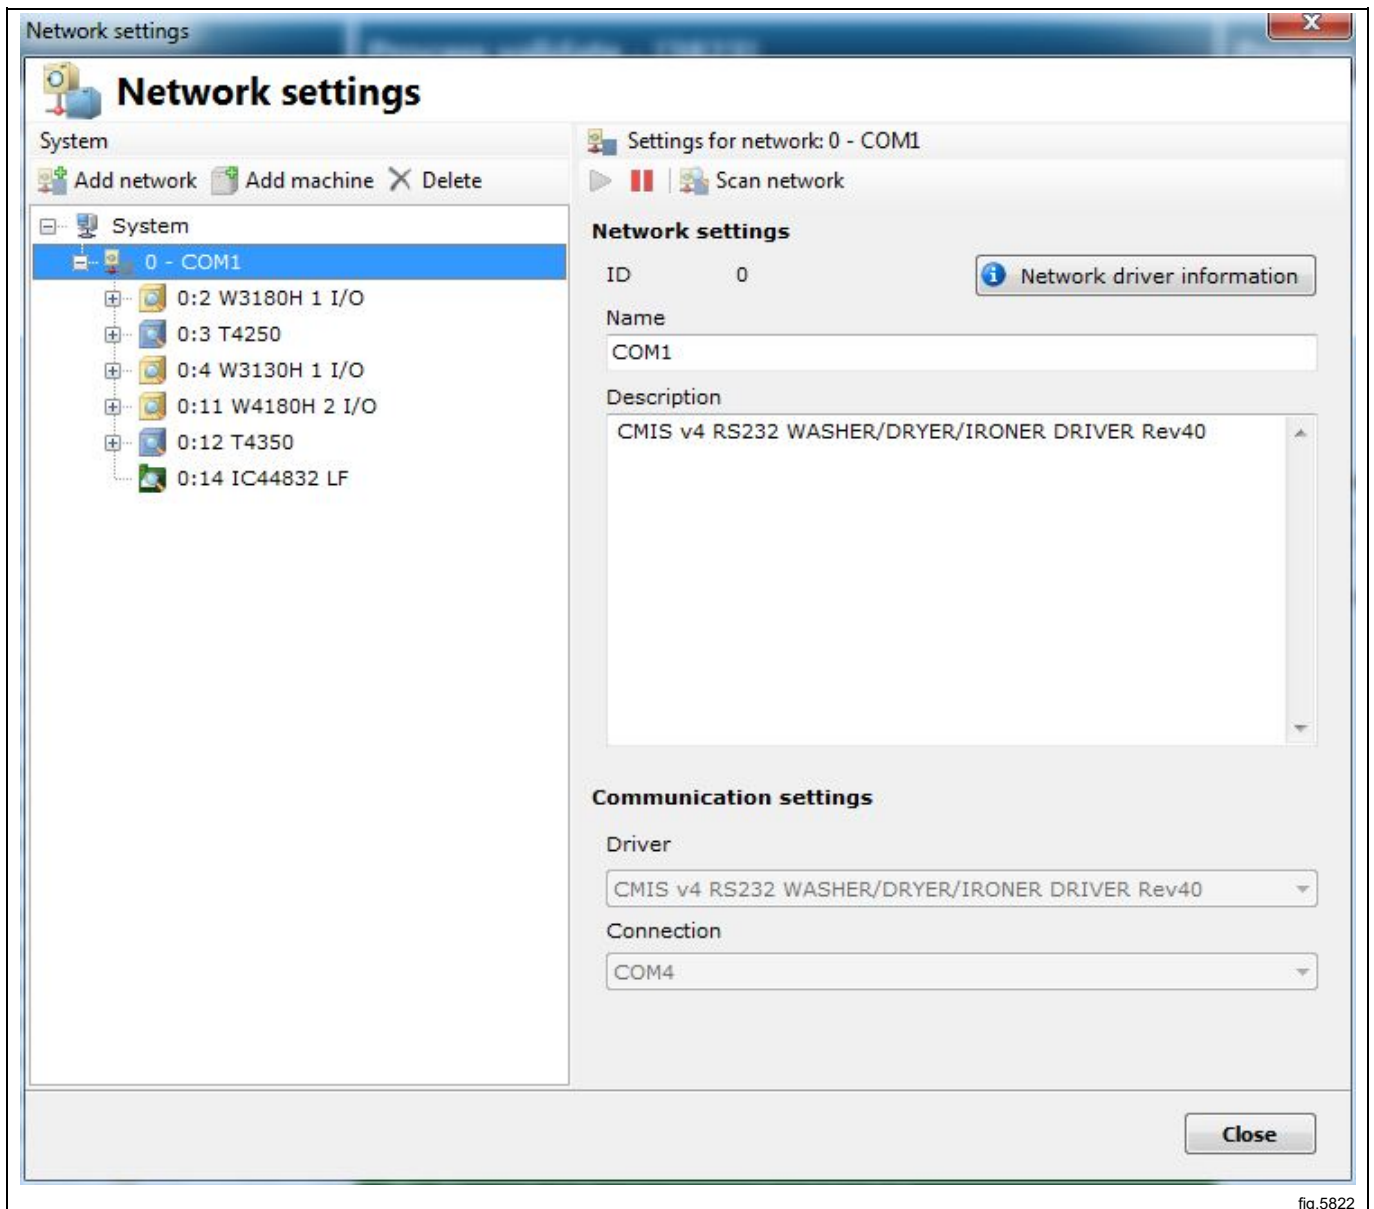 Network settings
Network settings
System
Add network Add machine Delete
System
0 - COM1
0:2 W3180H 1 I/O
0:3 T4250
0:4 W3130H 1 I/O
0:11 W4180H 2 I/O
0:12 T4350
0:14 IC44832 LF
Settings for network: 0 - COM1
Scan network
Network settings
ID 0 Network driver information
Name
COM1
Description
CMIS v4 RS232 WASHER/DRYER/IRONER DRIVER Rev40
Communication settings
Driver
CMIS v4 RS232 WASHER/DRYER/IRONER DRIVER Rev40
Connection
COM4
Close
fig.5822